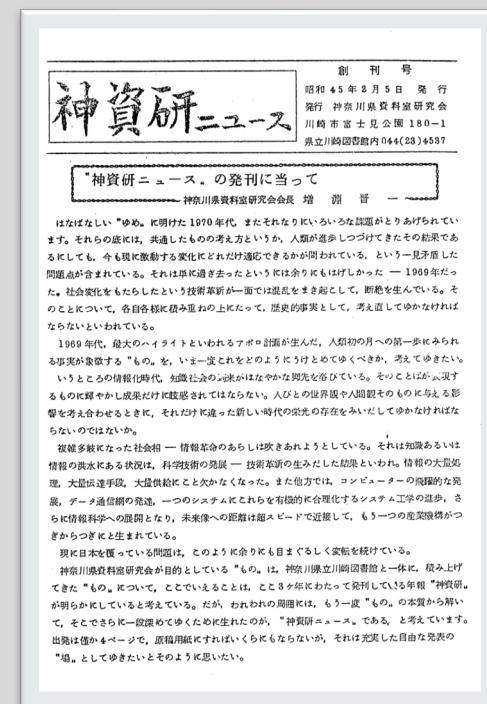 神資研ニュース
創刊号
昭和45年2月5日 発行
発行 神奈川県資料室研究会
川崎市富士見公園180-1
県立川崎図書館内044(23)4537
"神資研ニュース"の発刊に当って
神奈川県資料室研究会会長 増淵晋一
はなばなしい"ゆめ"に明けた1970年代、またそれなりにいろいろな課題がとりあげられてい
ます。それらの底には、共通したものの考え方というか、人類が進歩しつづけてきたその結果であ
るにしても、今も現に激動する変化にどれだけ適応できるかが問われている、という一見矛盾した
問題点が含まれている。それは単に過ぎ去ったというには余りにもはげしかった ― 1969年だっ
た。社会変化をもたらしたという技術革新が一面では混乱をまき起こして、断絶を生んでいる。そ
のことについて、各自各様に積み重ねの上にたって、歴史的事実として、考え直してゆかなければ
ならないといわれている。
1969年代、最大のハイライトといわれるアポロ計画が生んだ、人類初の月への第一歩にみられ
る事実が象徴する"もの"を、いま一度これをどのようにうけとめてゆくべきか、考えてゆきたい。
いうところの情報化時代、知識社会の到来がはなやかな脚光を浴びている。そのことばが表現す
るものに輝やかし成果だけに眩惑されてはならない。人びとの世界観や人間観そのものに与える影
響を考え合わせるときに、それだけに違った新しい時代の栄光の存在をみいだしてゆかなければな
らないのではないか。
複雑多岐になった社会相 ― 情報革命のあらしは吹きあれようとしている。それは知識あるいは
情報の洪水にある状況は、科学技術の発展 ― 技術革新の生みだした結果といわれ。情報の大量処
理、大量伝達手段、大量供給にこと欠かなくなった。また他方では、コンピューターの飛躍的な発
展、データ通信網の発達、一つのシステムにこれらを有機的に合理化するシステム工学の進歩、さ
らに情報科学への展開となり、未来像への距離は超スピードで近接して、もう一つの産業機構がつ
ぎからつぎにと生まれている。
現に日本を覆っている問題は、このように余りにも目まぐるしく変転を続けている。
神奈川県資料室研究会が目的としている"もの"は、神奈川県立川崎図書館と一体に、積み上げ
てきた"もの"について、ここでいえることは、ここ3ケ年にわたって発刊している年報"神資研"
が明らかにしていると考えている。だが、われわれの周囲には、もう一度"もの"の本質から解い
て、そこでさらに一段深めてゆくために生れたのが、"神資研ニュース"である、と考えています。
出発は僅か4ページで、原稿用紙にすればいくらにもならないが、それは充実した自由な発表の
"場"としてゆきたいとそのように思いたい。